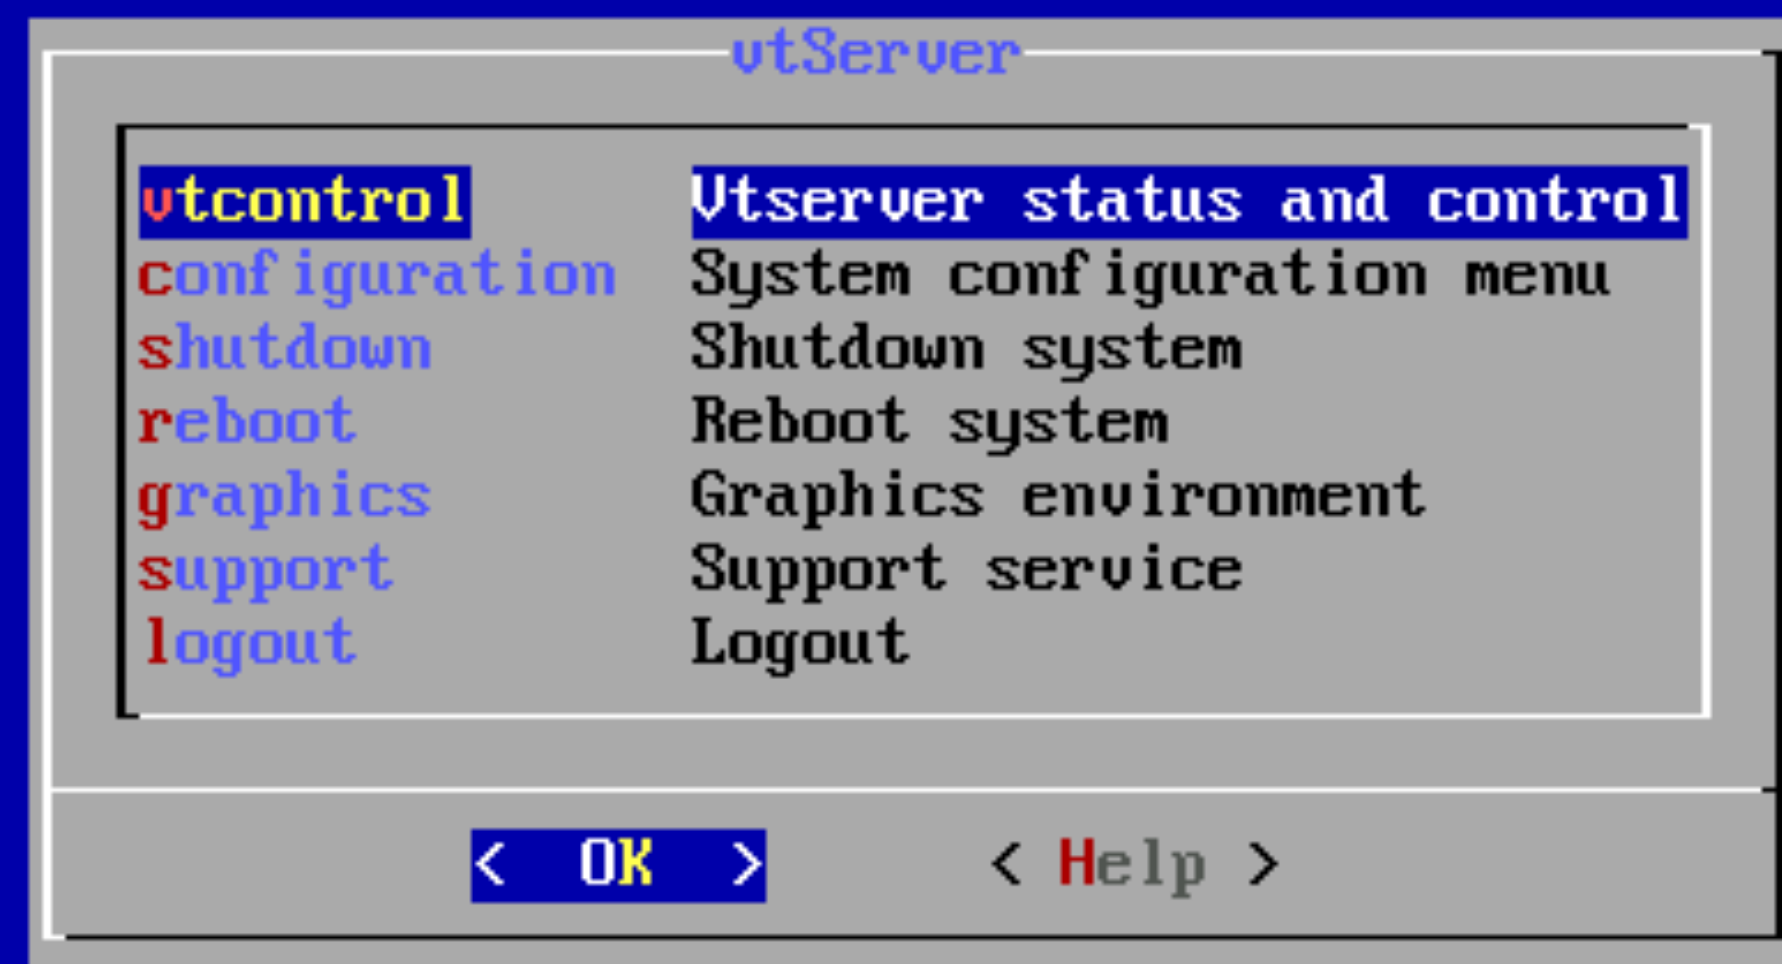 vtServer
vtcontrol Vtserver status and control
configuration System configuration menu
shutdown Shutdown system
reboot Reboot system
graphics Graphics environment
support Support service
logout Logout
< OK > < Help >